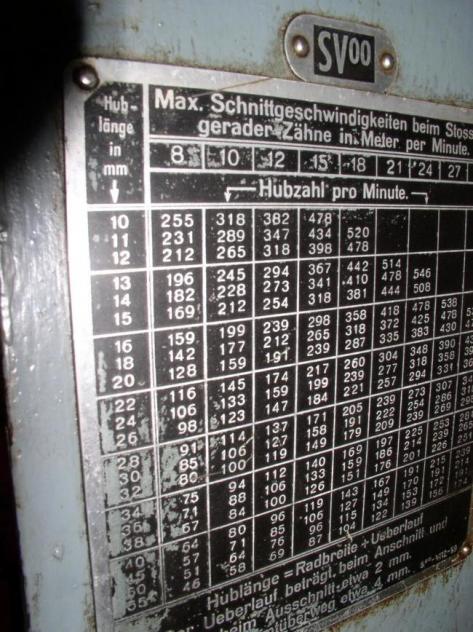 SV00
Hub-
länge
in
mm
Max. Schnittgeschwindigkeiten beim Stoss
gerader Zähne in Meter per Minute.
8 10 12 15 18 21 24 27
Hubzahl pro Minute.
10 255 318 382 478
11 231 289 347 434 520
12 212 265 318 398 478
13 196 245 294 367 442 514
14 182 228 273 341 410 478 546
15 169 212 254 318 381 444 508
16 159 199 239 298 358 418 478 538
18 142 177 212 265 318 372 425 478
20 128 159 191 239 287 335 383 430
22 116 145 174 217 260 304 348 390
24 106 133 159 199 239 277 318 358
26 98 123 147 184 221 257 294 331
28 91 114 137 171 205 239 273 307
30 85 106 127 158 191 222 254 286
32 80 100 119 149 179 209 239 269
75 94 112 140 169 197 225 253
36 71 88 106 133 159 186 214 239
38 67 84 100 126 151 176 201 226
40 64 80 96 119 143 167 191 215
45 57 71 85 106 127 149 170 191
50 51 64 76 96 115 134 153
55 46 58 69 87 104 122 139 156
Hublänge = Radbreite + Ueberlauf
Ueberlauf beträgt beim Anschnitt und
beim Ausschnitt etwa 2 mm.
etwa 4 mm.